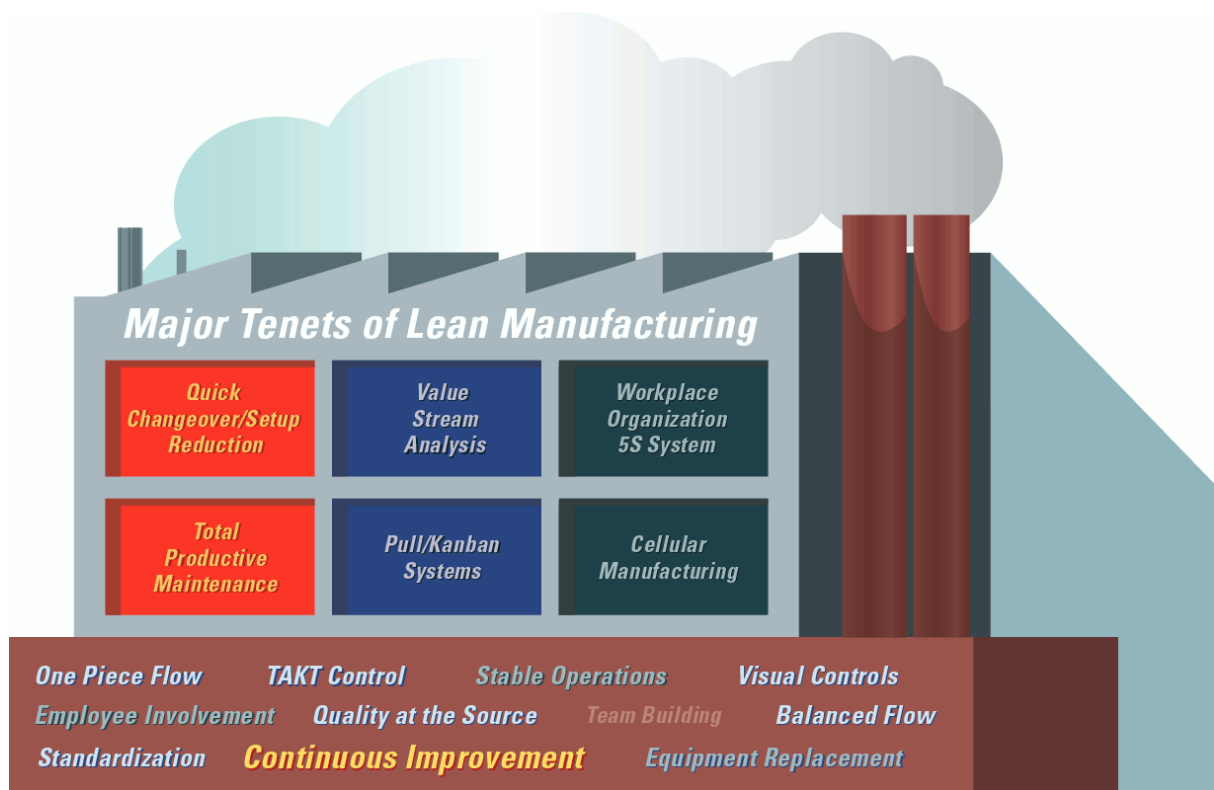 Major Tenets of Lean Manufacturing
Quick
Changeover/Setup
Reduction
Value
Stream
Analysis
Workplace
Organization
5S System
Total
Productive
Maintenance
Pull/Kanban
Systems
Cellular
Manufacturing
One Piece Flow
TAKT Control
Stable Operations
Visual Controls
Employee Involvement
Quality at the Source
Team Building
Balanced Flow
Standardization
Continuous Improvement
Equipment Replacement